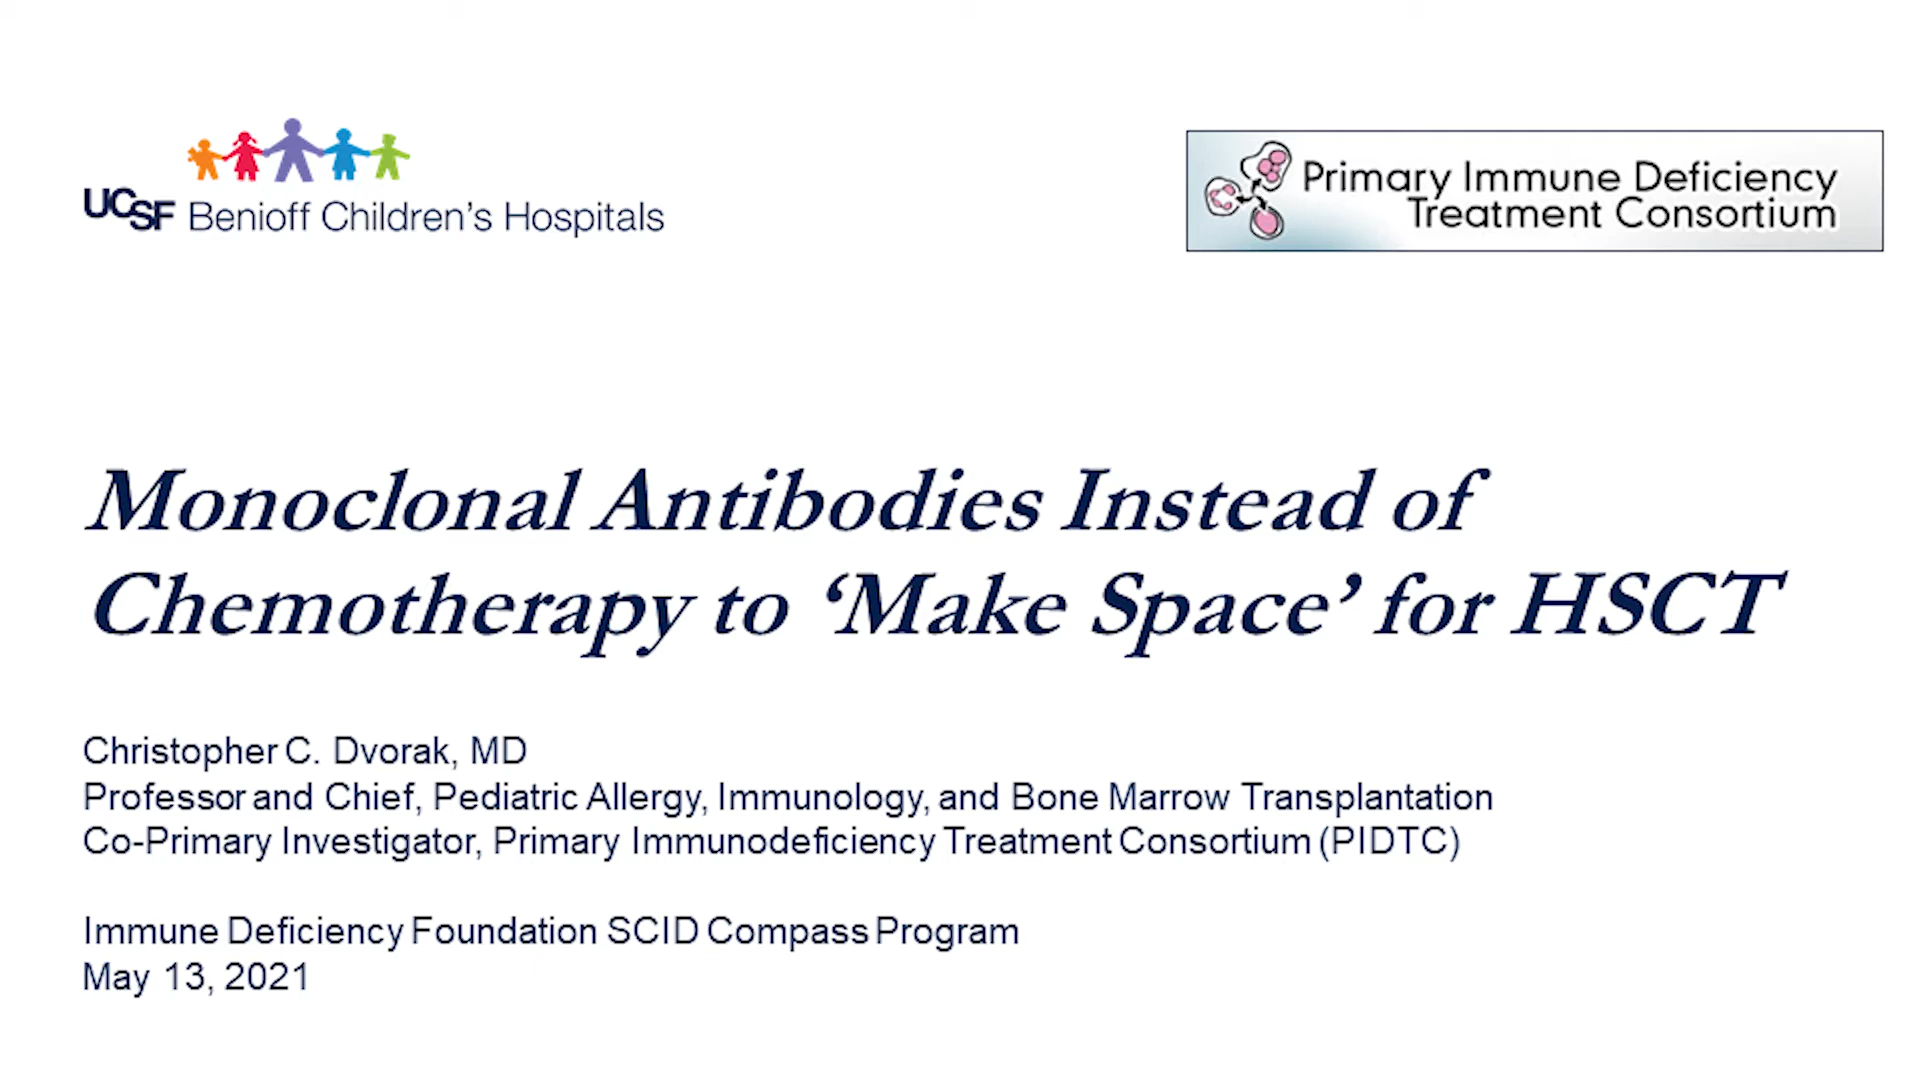 UCSF Benioff Children's Hospitals
Primary Immune Deficiency
Treatment Consortium
Monoclonal Antibodies Instead of
Chemotherapy to ‘Make Space’ for HSCT
Christopher C. Dvorak, MD
Professor and Chief, Pediatric Allergy, Immunology, and Bone Marrow Transplantation
Co-Primary Investigator, Primary Immunodeficiency Treatment Consortium (PIDTC)
Immune Deficiency Foundation SCID Compass Program
May 13, 2021